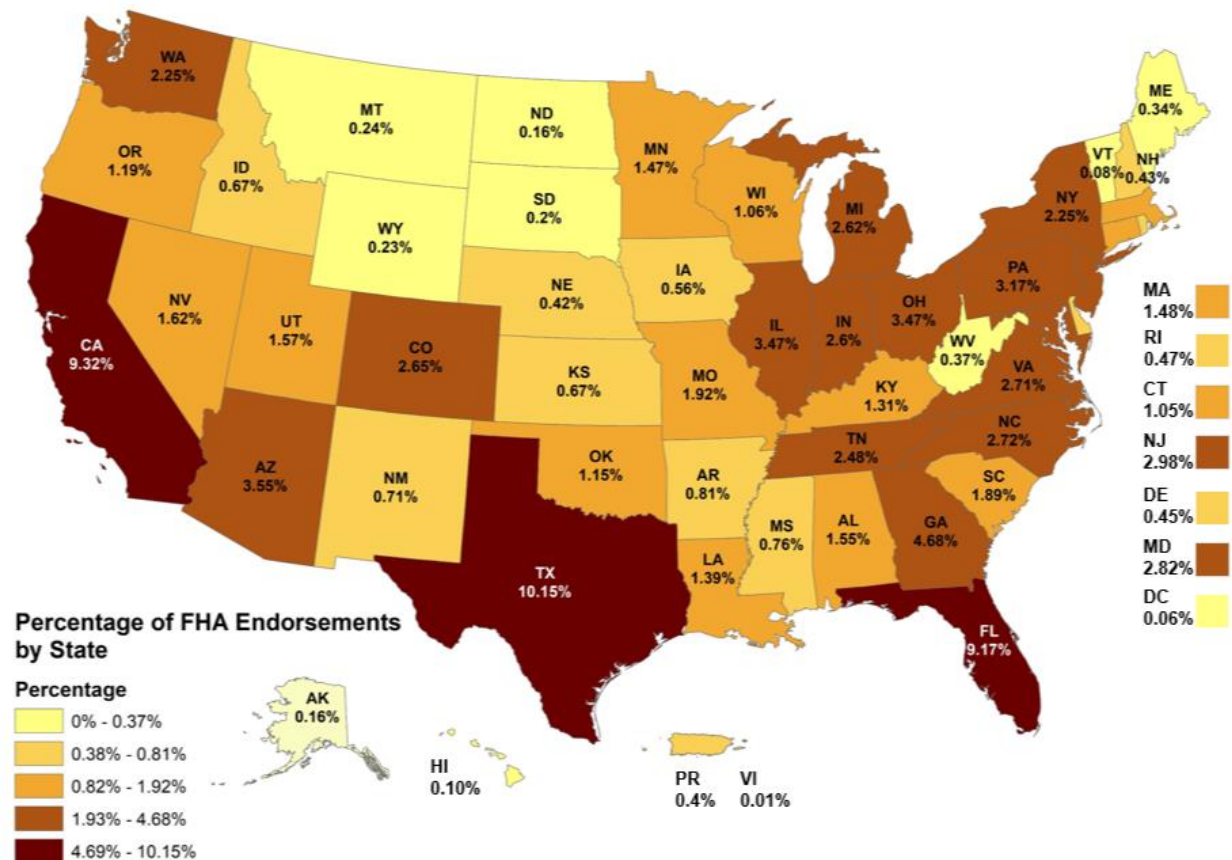 WA
2.25%
MT
0.24%
ND
0.16%
MN
1.47%
ME
0.34%
VT
0.08%
NH
0.43%
OR
1.19%
ID
0.67%
SD
0.2%
WI
1.06%
MI
2.62%
NY
2.25%
WY
0.23%
IA
0.56%
PA
3.17%
NE
0.42%
NV
1.62%
UT
1.57%
CO
2.65%
IL
3.47%
IN
2.6%
OH
3.47%
WV
0.37%
VA
2.71%
CA
9.32%
KS
0.67%
MO
1.92%
KY
1.31%
NC
2.72%
TN
2.48%
AZ
3.55%
NM
0.71%
OK
1.15%
AR
0.81%
SC
1.89%
MS
0.76%
AL
1.55%
GA
4.68%
LA
1.39%
TX
10.15%
FL
9.17%
MA
1.48%
RI
0.47%
CT
1.05%
NJ
2.98%
DE
0.45%
MD
2.82%
DC
0.06%
Percentage of FHA Endorsements
by State
Percentage
0% - 0.37%
0.38% - 0.81%
0.82% - 1.92%
1.93% - 4.68%
4.69% - 10.15%
AK
0.16%
HI
0.10%
PR
0.4%
VI
0.01%